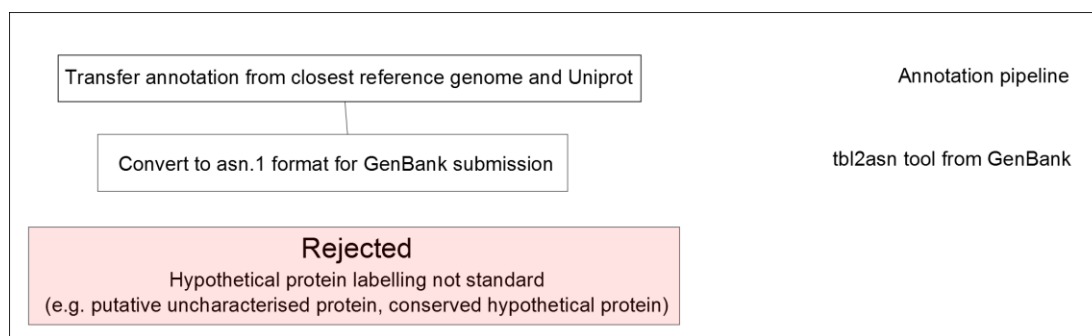 Transfer annotation from closest reference genome and Uniprot
Annotation pipeline
Convert to asn.1 format for GenBank submission
tbl2asn tool from GenBank
Rejected
Hypothetical protein labelling not standard
(e.g. putative uncharacterised protein, conserved hypothetical protein)